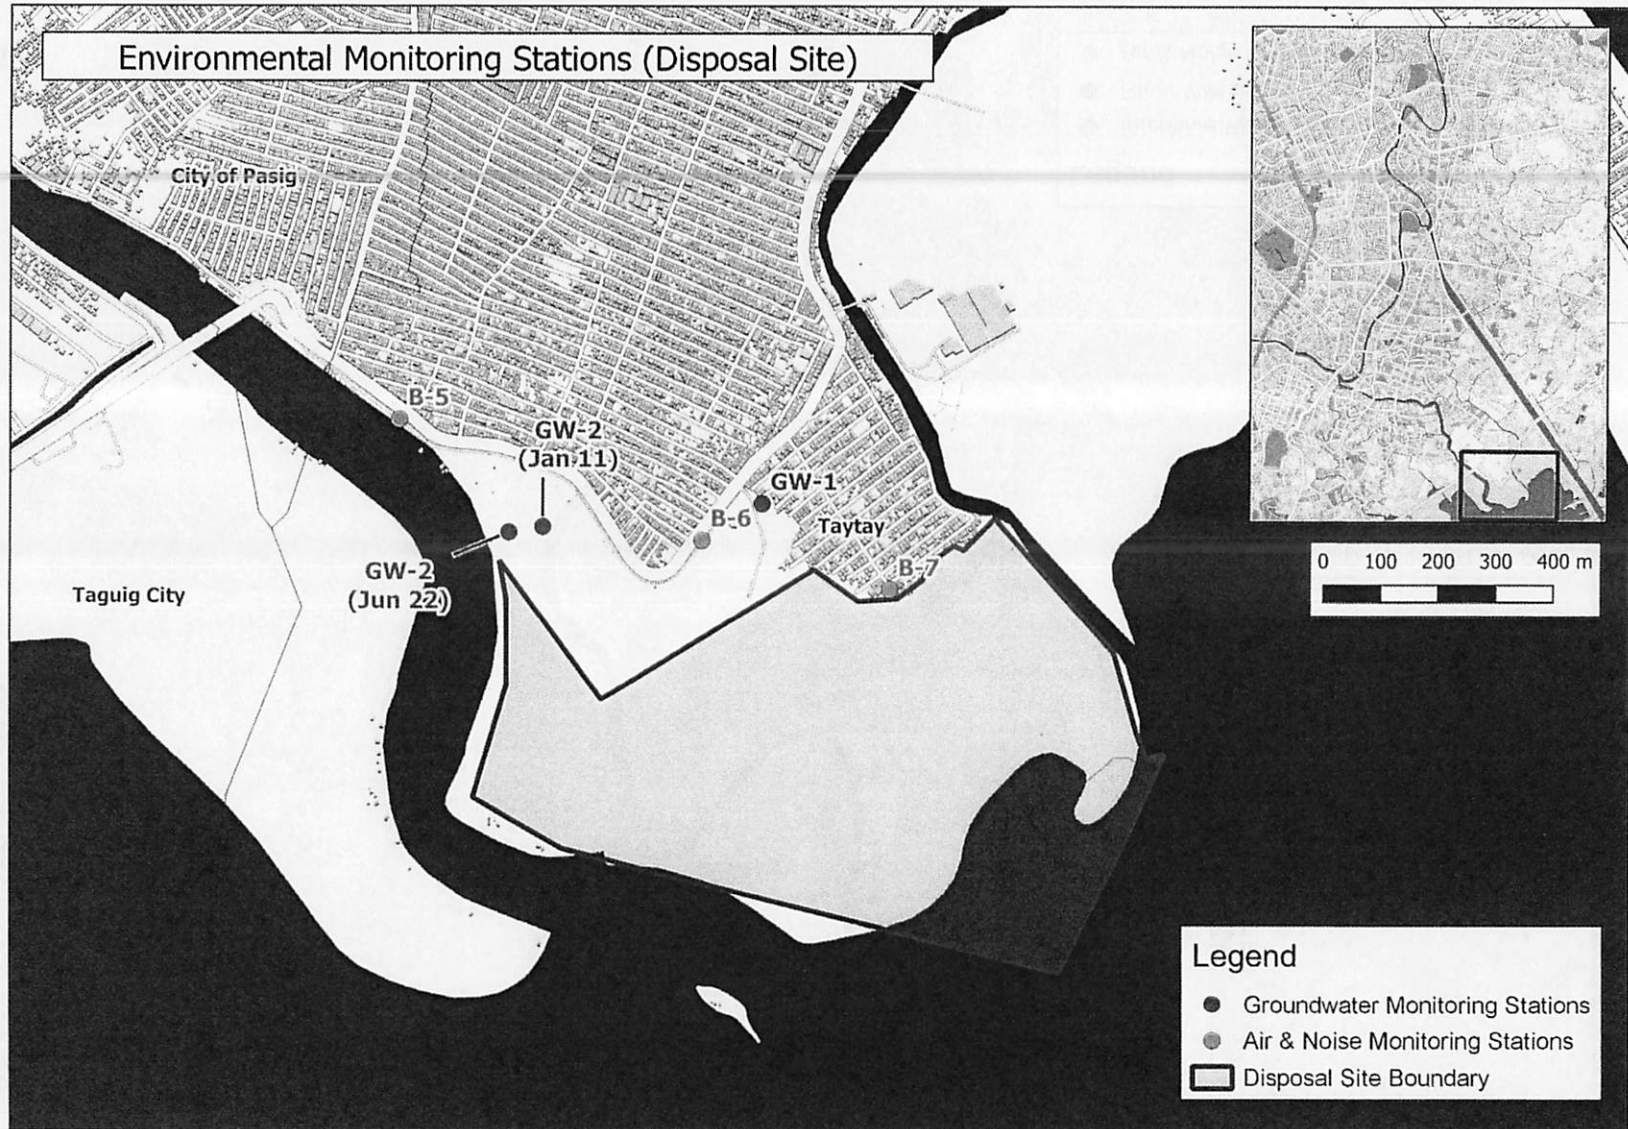 Environmental Monitoring Stations (Disposal Site)
City of Pasig
B-5
GW-2
(Jan 11)
GW-1
B-6
Taytay
B-7
GW-2
(Jun 22)
Taguig City
0 100 200 300 400 m
Legend
Groundwater Monitoring Stations
Air & Noise Monitoring Stations
Disposal Site Boundary